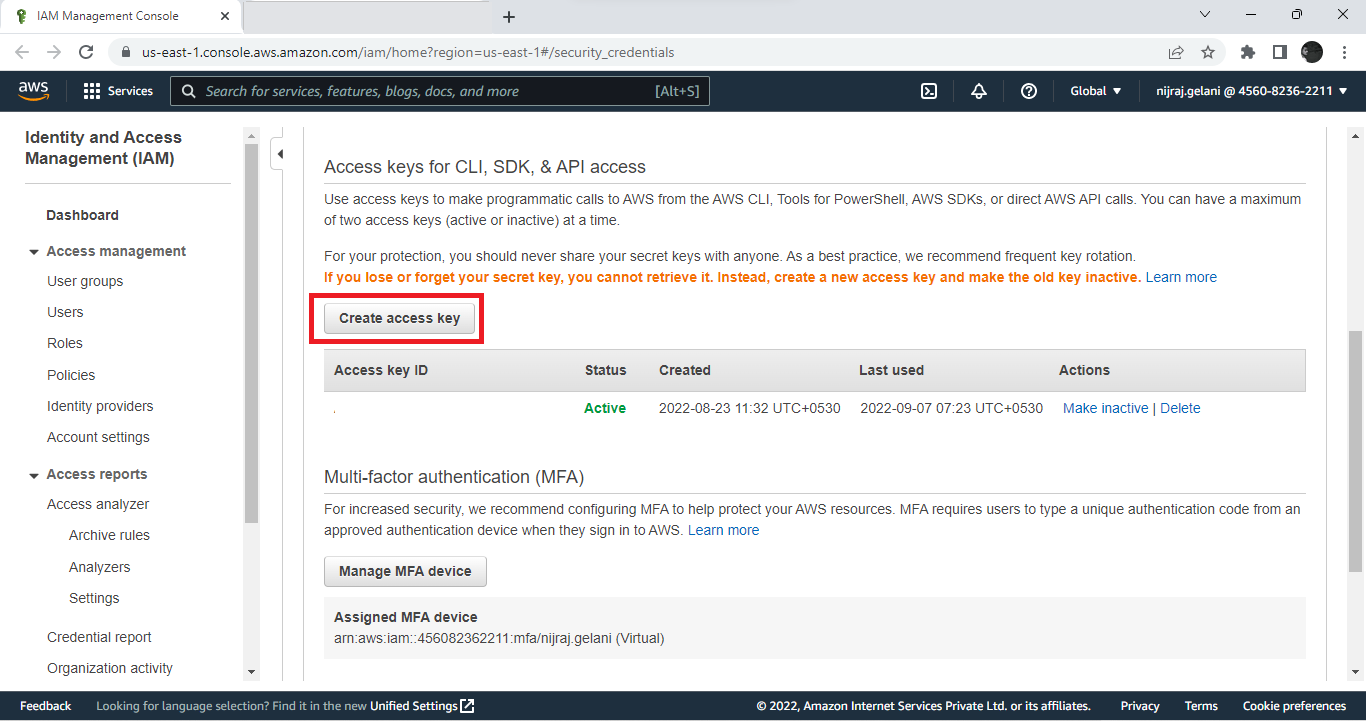 IAM Management Console
us-east-1.console.aws.amazon.com/iam/home?region=us-east-1#/security_credentials
aws
Services
Search for services, features, blogs, docs, and more
[Alt+S]
Global
nijraj.gelani @ 4560-8236-2211
Identity and Access
Management (IAM)
Dashboard
Access management
User groups
Users
Roles
Policies
Identity providers
Account settings
Access reports
Access analyzer
Archive rules
Analyzers
Settings
Credential report
Organization activity
Access keys for CLI, SDK, & API access
Use access keys to make programmatic calls to AWS from the AWS CLI, Tools for PowerShell, AWS SDKs, or direct AWS API calls. You can have a maximum
of two access keys (active or inactive) at a time.
For your protection, you should never share your secret keys with anyone. As a best practice, we recommend frequent key rotation.
If you lose or forget your secret key, you cannot retrieve it. Instead, create a new access key and make the old key inactive. Learn more
Create access key
Access key ID Status Created Last used Actions
Active 2022-08-23 11:32 UTC+0530 2022-09-07 07:23 UTC+0530 Make inactive | Delete
Multi-factor authentication (MFA)
For increased security, we recommend configuring MFA to help protect your AWS resources. MFA requires users to type a unique authentication code from an
approved authentication device when they sign in to AWS. Learn more
Manage MFA device
Assigned MFA device
arn:aws:iam::456082362211:mfa/nijraj.gelani (Virtual)
Feedback
Looking for language selection? Find it in the new Unified Settings
© 2022, Amazon Internet Services Private Ltd. or its affiliates.
Privacy
Terms
Cookie preferences